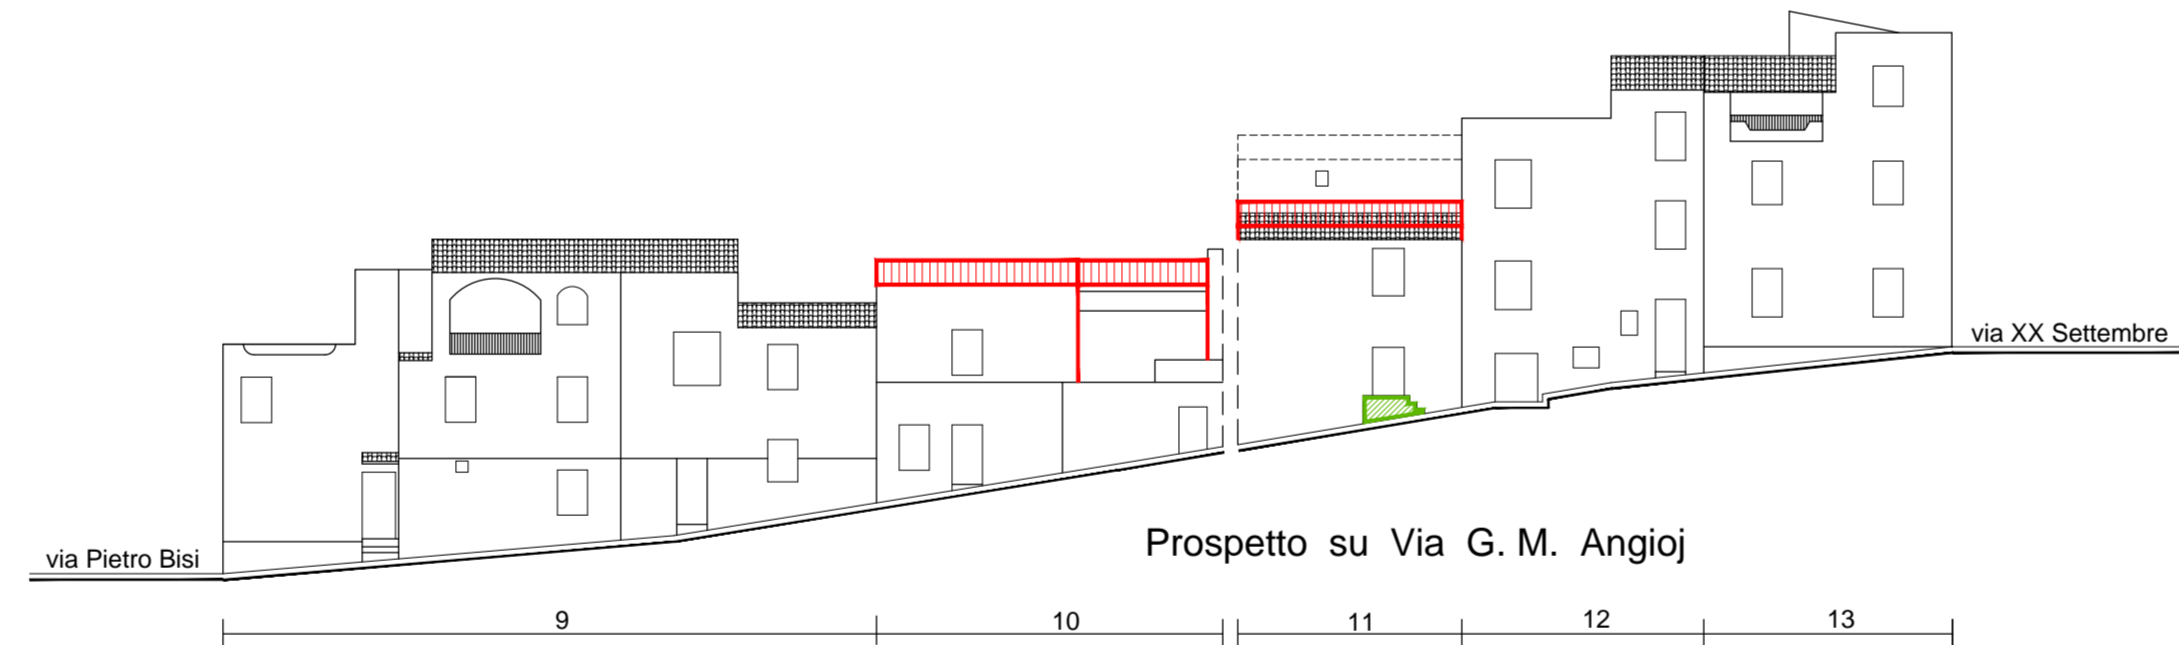 via XX Settembre
Prospetto su Via G. M. Angioj
via Pietro Bisi
9 10 11 12 13